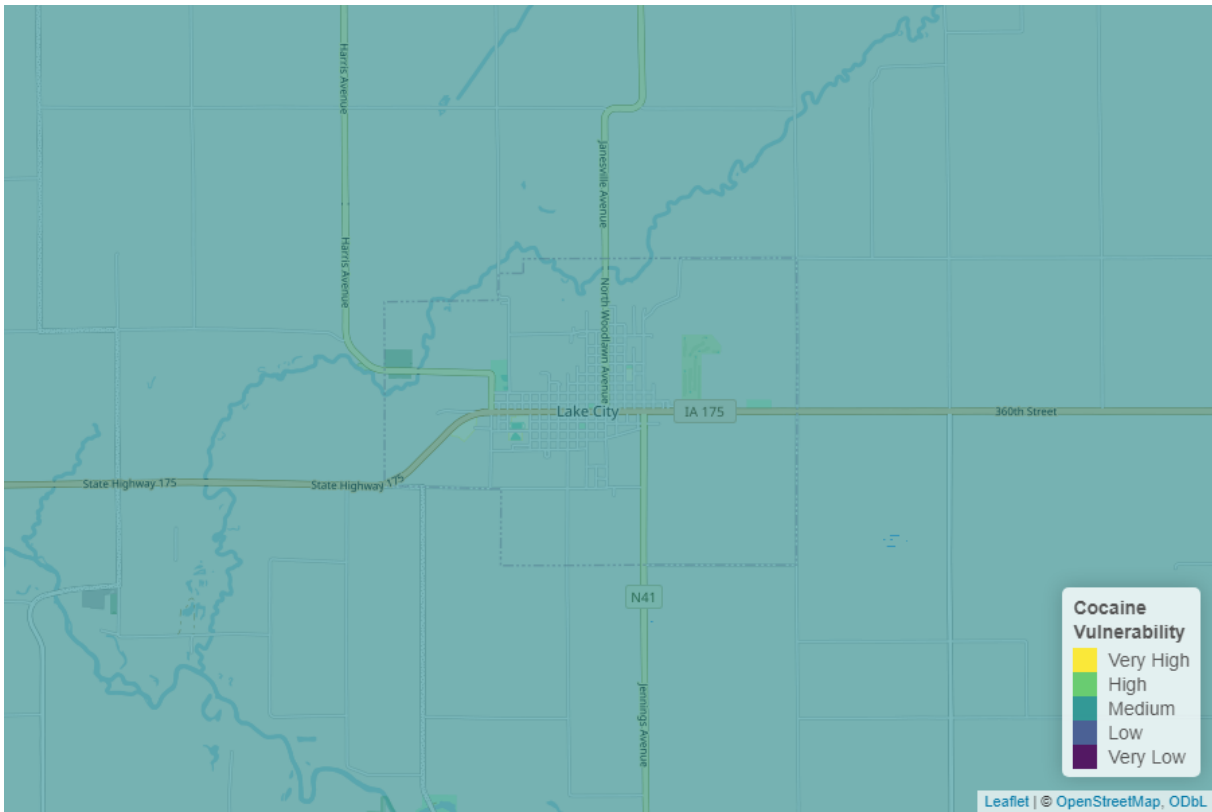 Harris Avenue
Janesville Avenue
Harris Avenue
North Woodlawn Avenue
Lake City
IA 175
360th Street
State Highway 175
State Highway 175
N41
Jennings Avenue
Cocaine
Vulnerability
Very High
High
Medium
Low
Very Low
Leaflet | © OpenStreetMap, ODbL